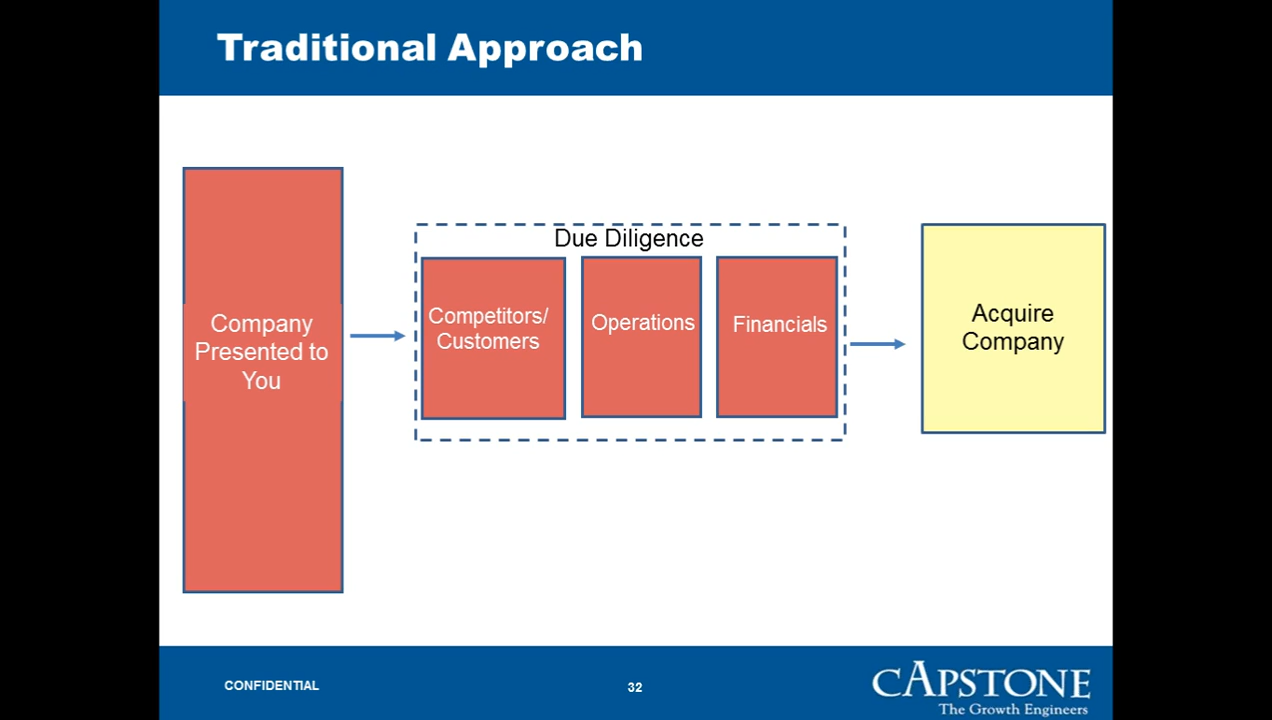 Traditional Approach
Company
Presented to
You
Due Diligence
Competitors/
Customers
Operations
Financials
Acquire
Company
CONFIDENTIAL
32
CAPSTONE
The Growth Engineers